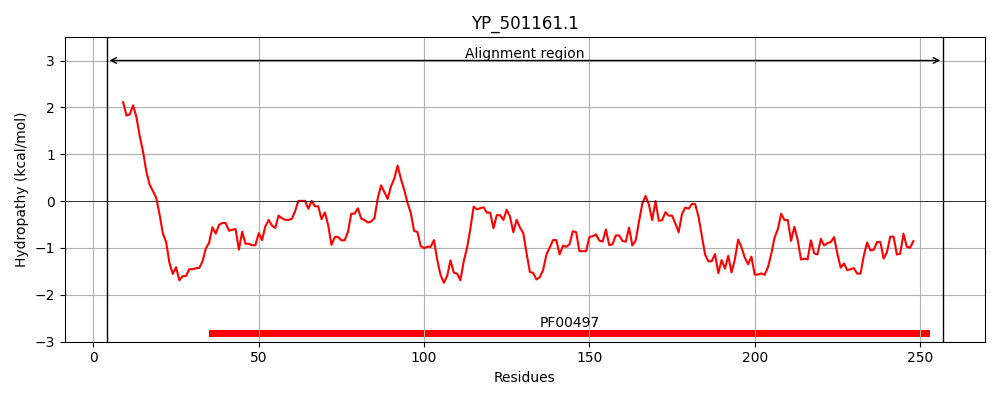 YP_501161.1
Alignment region
3
2
1
0
−1
−2
−3
Hydropathy (kcal/mol)
PF00497
0 50 100 150 200 250
Residues